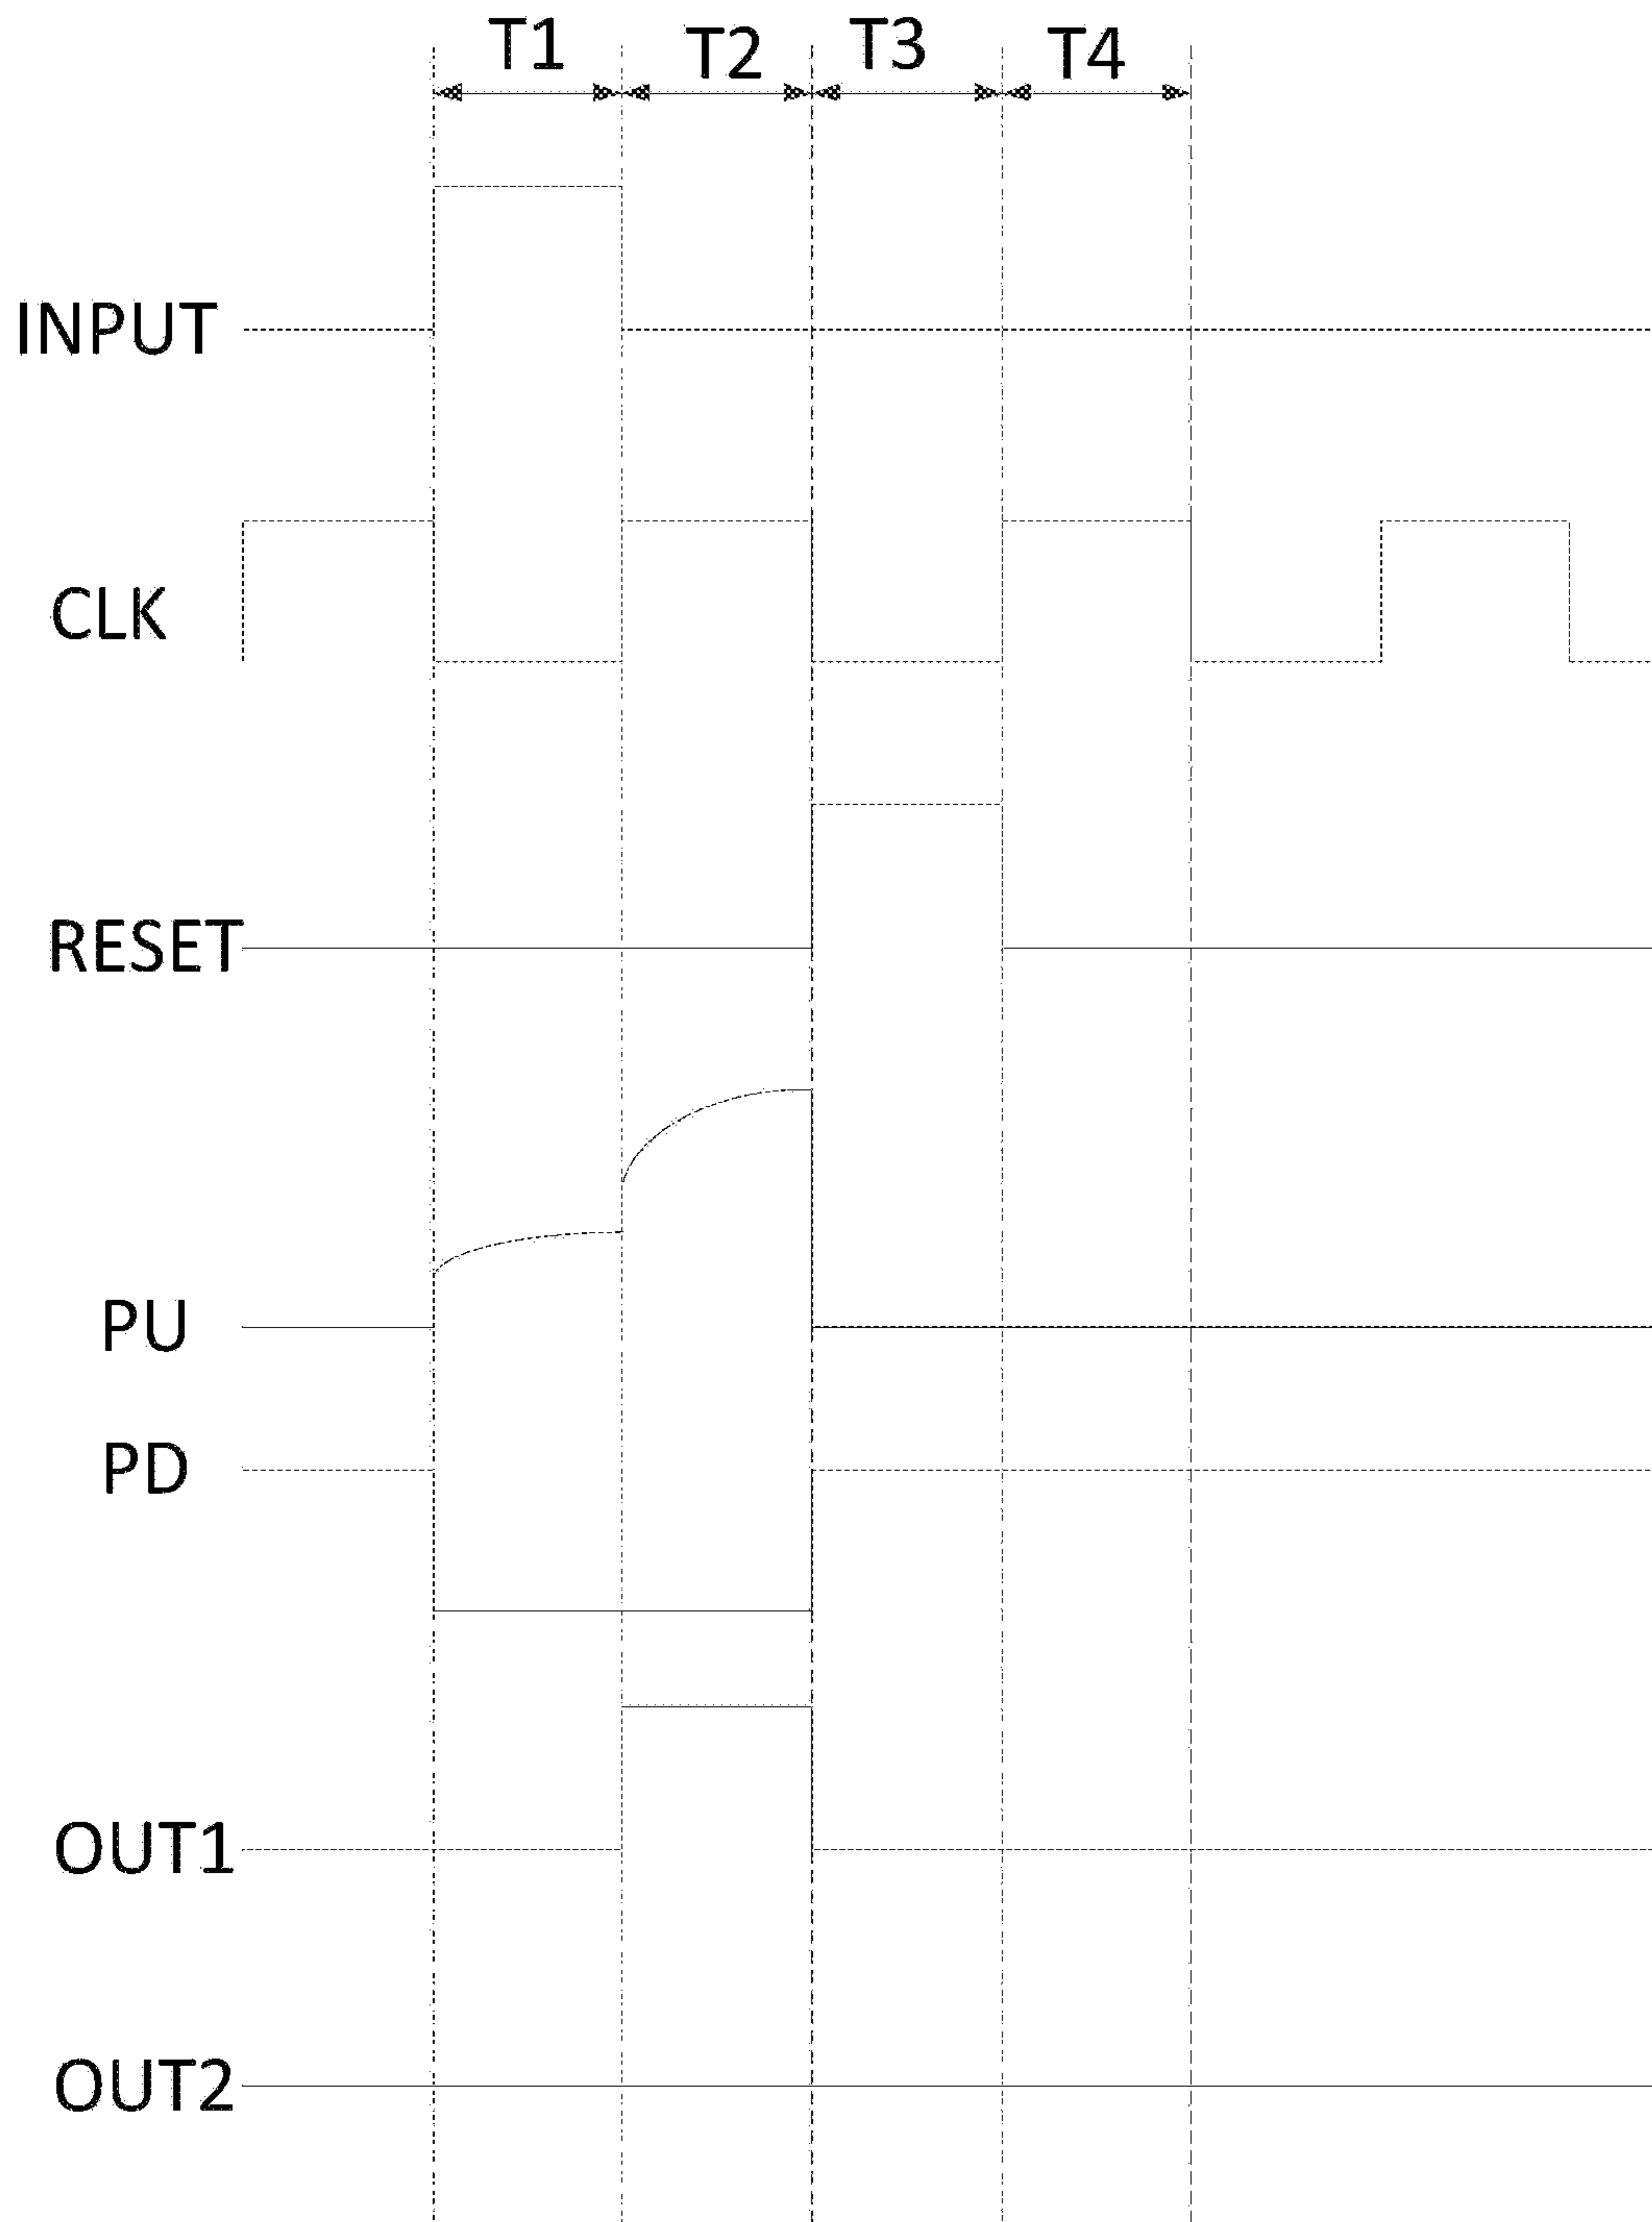 T1 T2 T3 T4
INPUT
CLK
RESET
PU
PD
OUT1
OUT2